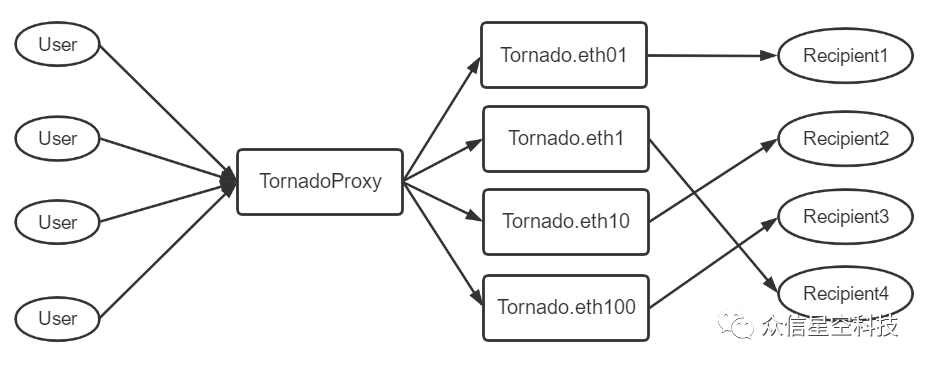 User
User
User
User
TornadoProxy
Tornado.eth01
Tornado.eth1
Tornado.eth10
Tornado.eth100
Recipient1
Recipient2
Recipient3
Recipient4
众信星空科技